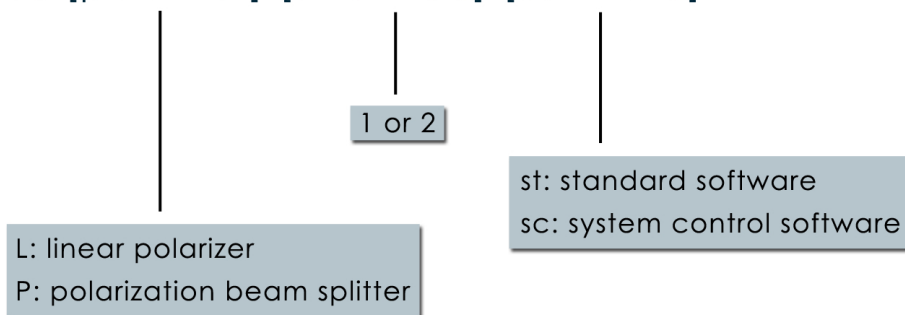 1 or 2
st: standard software
sc: system control software
L: linear polarizer
P: polarization beam splitter